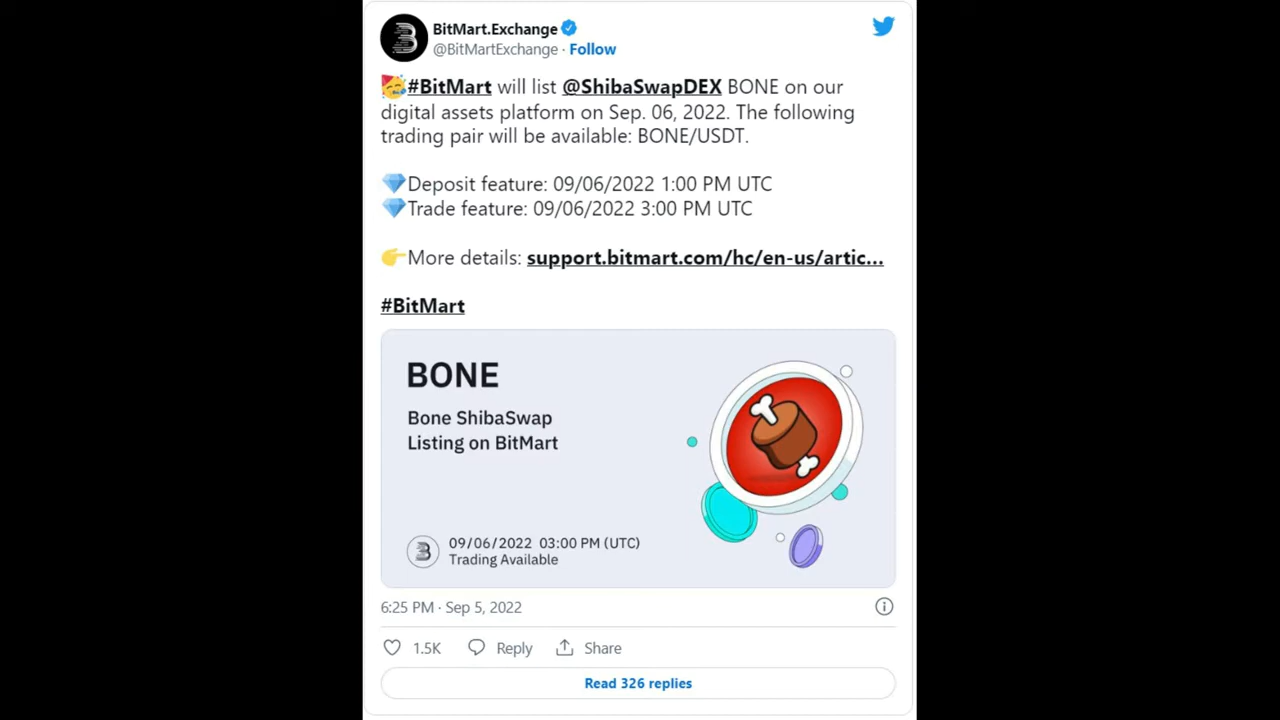 BitMart.Exchange
@BitMartExchange · Follow
🥳#BitMart will list @ShibaSwapDEX BONE on our
digital assets platform on Sep. 06, 2022. The following
trading pair will be available: BONE/USDT.
💎Deposit feature: 09/06/2022 1:00 PM UTC
💎Trade feature: 09/06/2022 3:00 PM UTC
👉More details: support.bitmart.com/hc/en-us/artic...
#BitMart
BONE
Bone ShibaSwap
Listing on BitMart
09/06/2022 03:00 PM (UTC)
Trading Available
6:25 PM · Sep 5, 2022
1.5K Reply Share
Read 326 replies